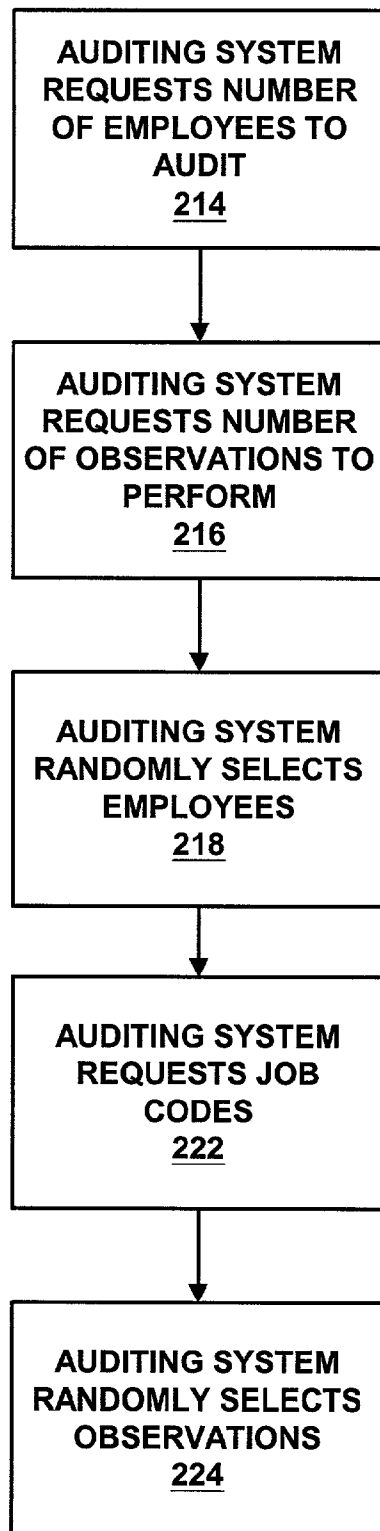 AUDITING SYSTEM
REQUESTS NUMBER
OF EMPLOYEES TO
AUDIT
214
AUDITING SYSTEM
REQUESTS NUMBER
OF OBSERVATIONS TO
PERFORM
216
AUDITING SYSTEM
RANDOMLY SELECTS
EMPLOYEES
218
AUDITING SYSTEM
REQUESTS JOB
CODES
222
AUDITING SYSTEM
RANDOMLY SELECTS
OBSERVATIONS
224